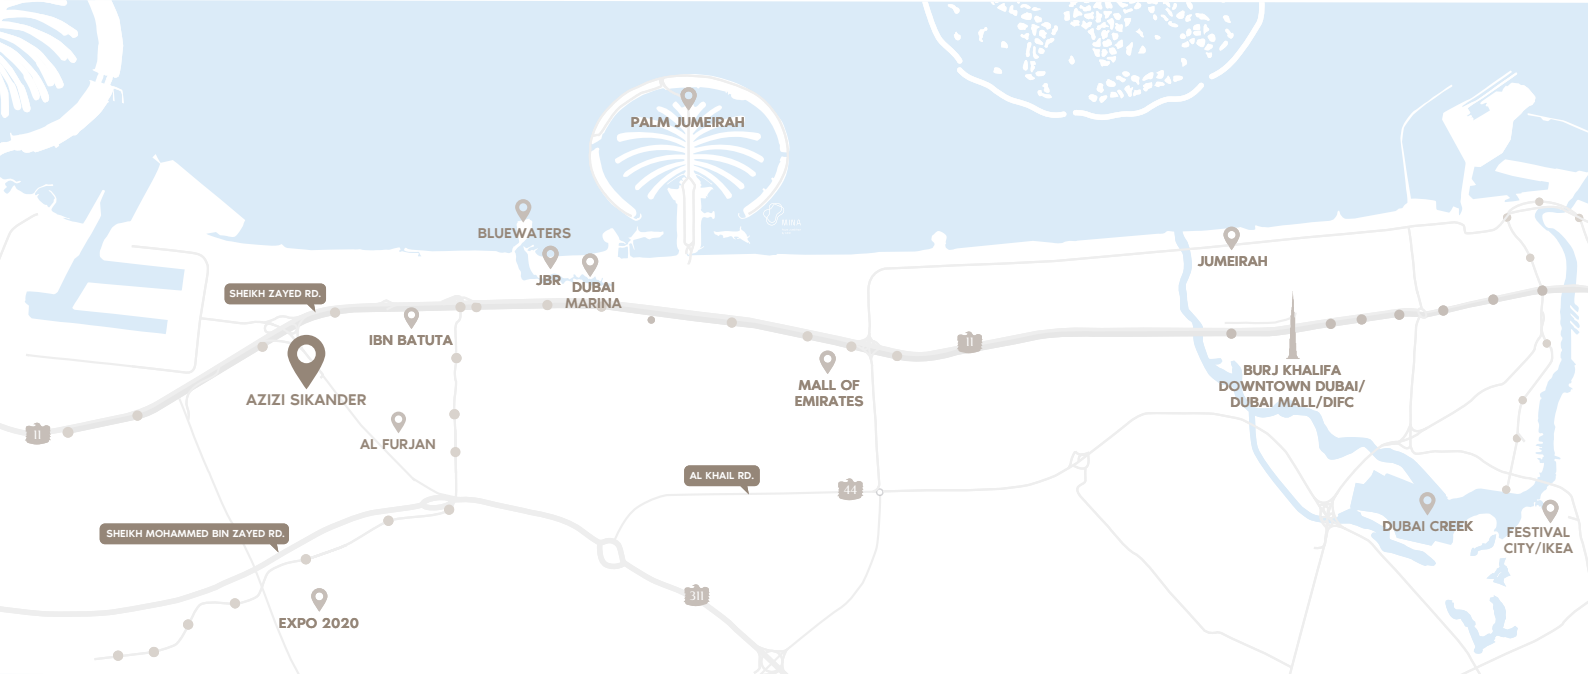 PALM JUMEIRAH
BLUEWATERS
JBR
DUBAI
MARINA
JUMEIRAH
SHEIKH ZAYED RD.
IBN BATUTA
11
MALL OF
EMIRATES
BURJ KHALIFA
DOWNTOWN DUBAI/
DUBAI MALL/DIFC
AZIZI SIKANDER
11
AL FURJAN
AL KHAIL RD.
44
DUBAI CREEK
FESTIVAL
CITY/IKEA
SHEIKH MOHAMMED BIN ZAYED RD.
EXPO 2020
311